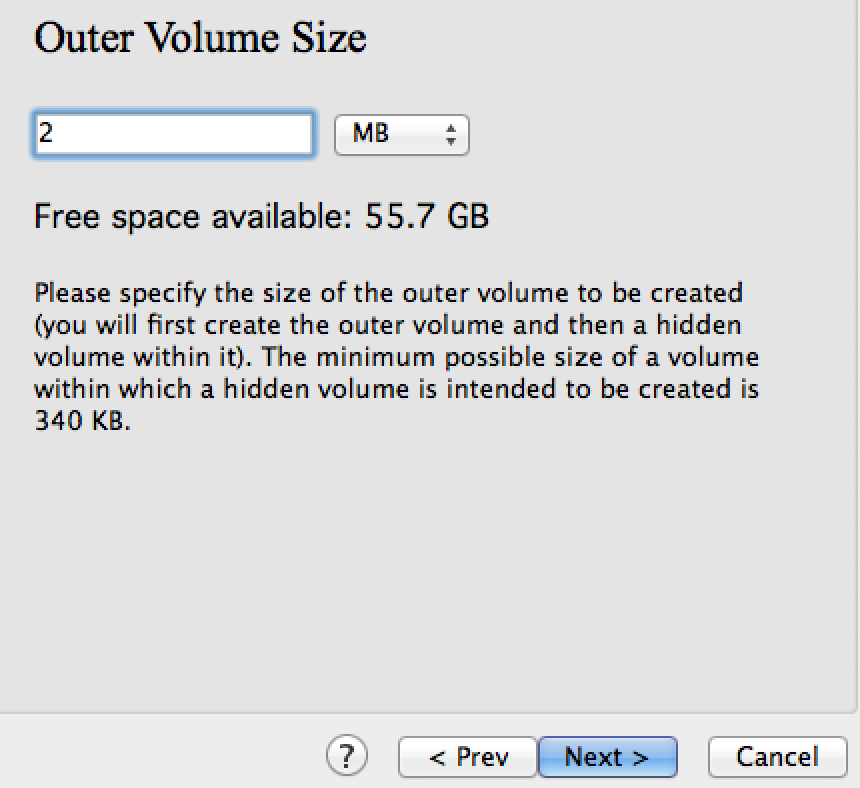 Outer Volume Size
2 MB
Free space available: 55.7 GB
Please specify the size of the outer volume to be created
(you will first create the outer volume and then a hidden
volume within it). The minimum possible size of a volume
within which a hidden volume is intended to be created is
340 KB.
? < Prev Next > Cancel